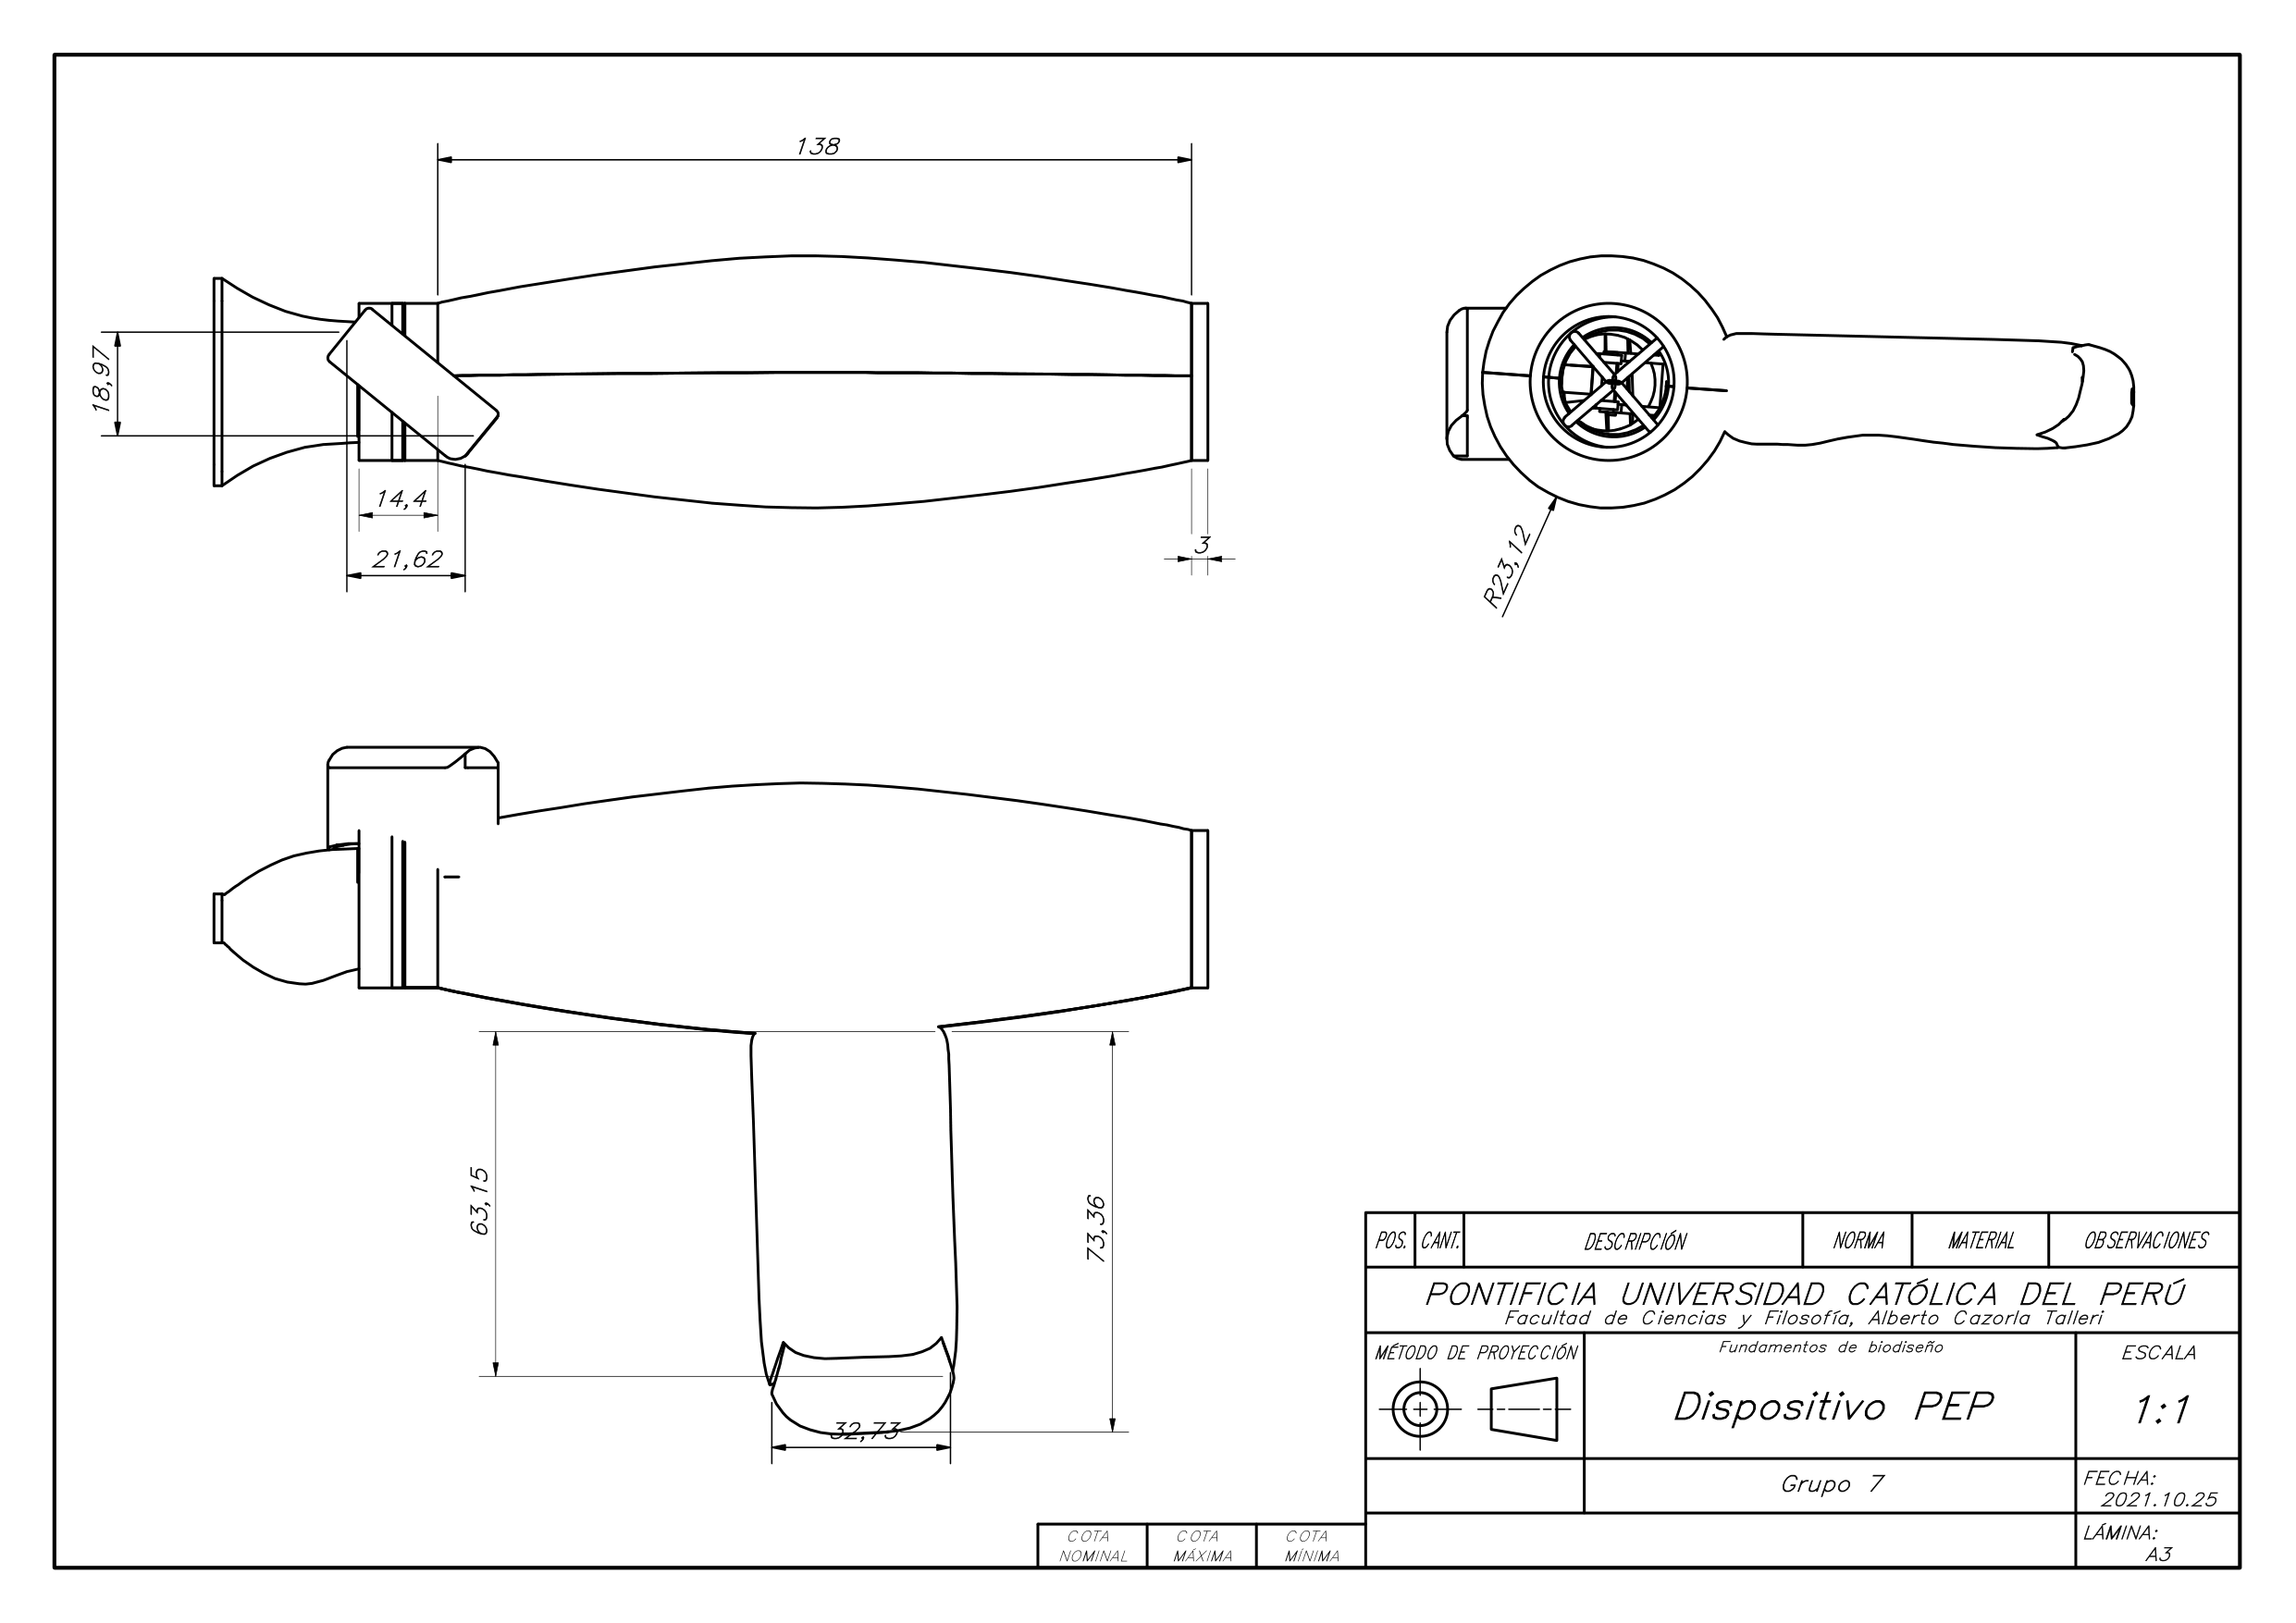 138
18,97
14,4
21,62
3
R23,12
63,15
73,36
32,73
POS. CANT. DESCRIPCIÓN NORMA MATERIAL OBSERVACIONES
PONTIFICIA UNIVERSIDAD CATÓLICA DEL PERÚ
Facultad de Ciencias y Filosofía, Alberto Cazorla Talleri
MÉTODO DE PROYECCIÓN
Fundamentos de biodiseño
Dispositivo PEP
ESCALA
1:1
Grupo 7
FECHA:
2021.10.25
LÁMINA:
A3
COTA NOMINAL
COTA MÁXIMA
COTA MÍNIMA